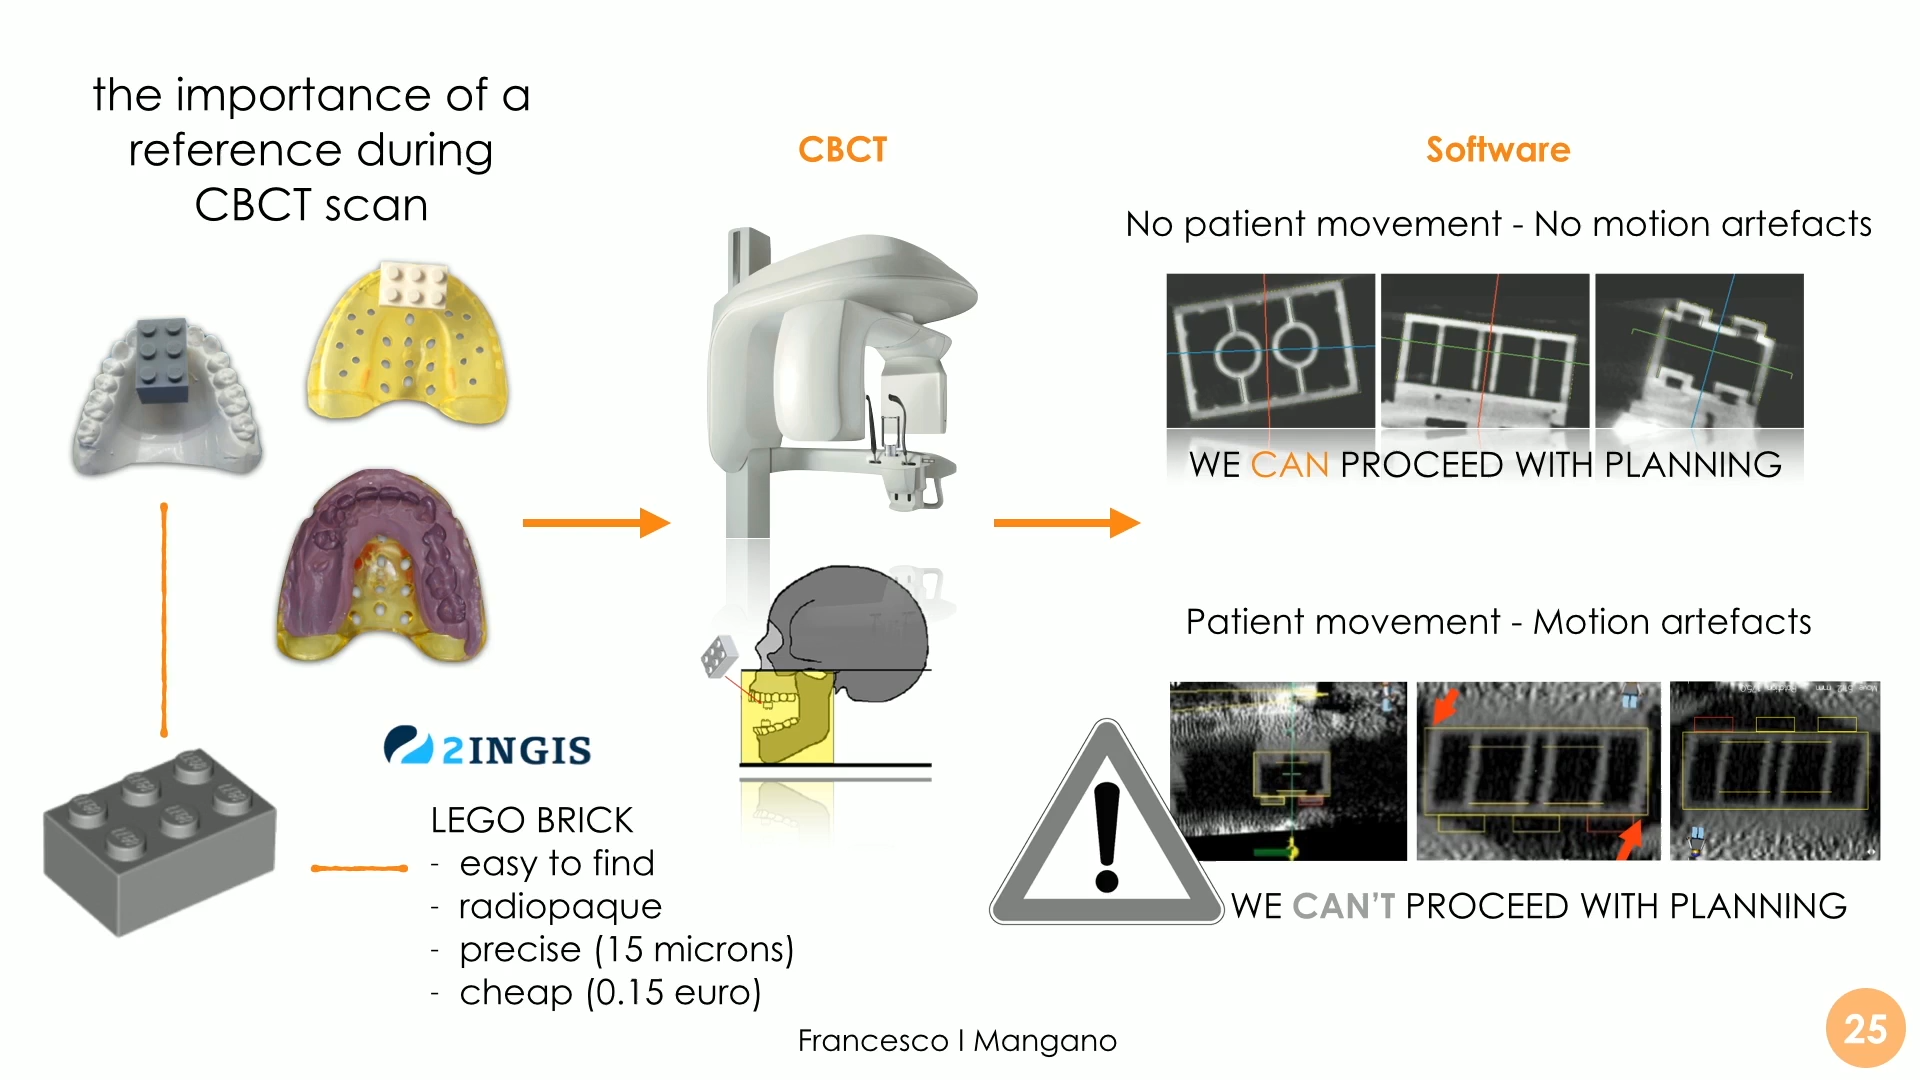 the importance of a
reference during
CBCT scan
CBCT
Software
No patient movement - No motion artefacts
WE CAN PROCEED WITH PLANNING
Patient movement - Motion artefacts
WE CAN'T PROCEED WITH PLANNING
2INGIS
LEGO BRICK
- easy to find
- radiopaque
- precise (15 microns)
- cheap (0.15 euro)
Francesco I Mangano
25